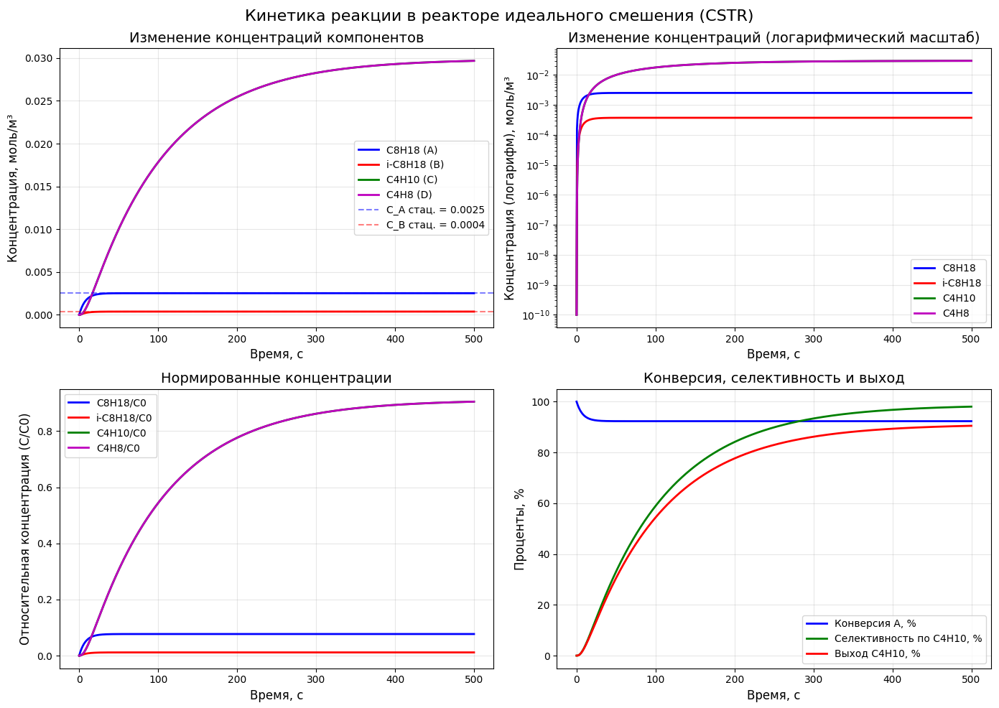 Кинетика реакции в реакторе идеального смешения (CSTR)
Изменение концентраций компонентов
Концентрация, моль/м³
0.030
0.025
0.020
0.015
0.010
0.005
0.000
C8H18 (A)
i-C8H18 (B)
C4H10 (C)
C4H8 (D)
C_A стац. = 0.0025
C_B стац. = 0.0004
0 100 200 300 400 500
Время, с
Изменение концентраций (логарифмический масштаб)
Концентрация (логарифм), моль/м³
10⁻²
10⁻³
10⁻⁴
10⁻⁵
10⁻⁶
10⁻⁷
10⁻⁸
10⁻⁹
10⁻¹⁰
C8H18
i-C8H18
C4H10
C4H8
0 100 200 300 400 500
Время, с
Нормированные концентрации
Относительная концентрация (C/C0)
0.8
0.6
0.4
0.2
0.0
C8H18/C0
i-C8H18/C0
C4H10/C0
C4H8/C0
0 100 200 300 400 500
Время, с
Конверсия, селективность и выход
Проценты, %
100
80
60
40
20
0
Конверсия A, %
Селективность по C4H10, %
Выход C4H10, %
0 100 200 300 400 500
Время, с